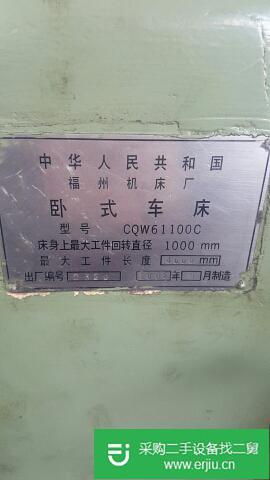 中华人民共和国
福州机床厂
卧式车床
型号 CQW61100C
床身上最大工件回转直径 1000 mm
最大工件长度 4000 mm
出厂编号 年 月制造
采购二手设备找二舅
www.erjiu.cn